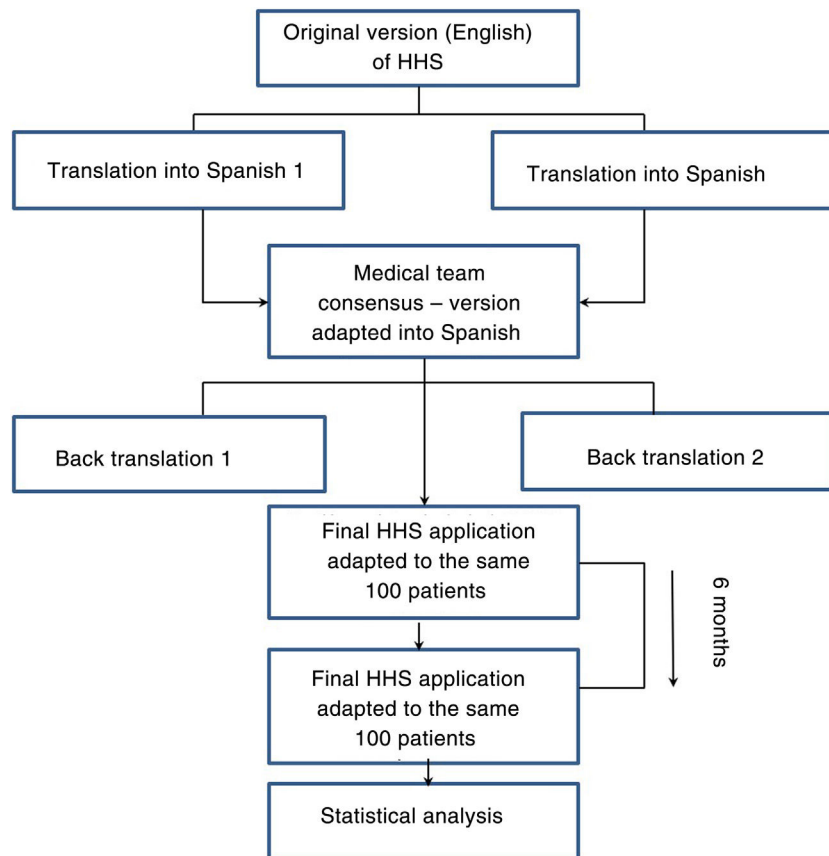 Original version (English)
of HHS
Translation into Spanish 1
Translation into Spanish
Medical team
consensus – version
adapted into Spanish
Back translation 1
Back translation 2
Final HHS application
adapted to the same
100 patients
6 months
Final HHS application
adapted to the same
100 patients
Statistical analysis